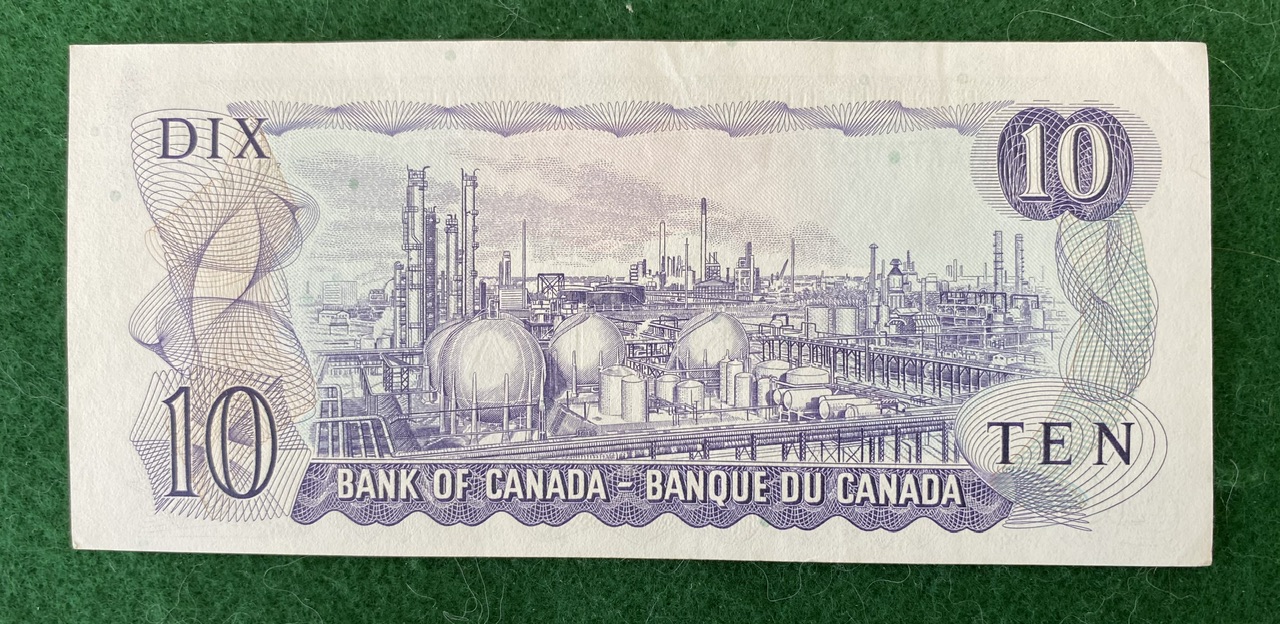 DIX
10
10
TEN
BANK OF CANADA – BANQUE DU CANADA